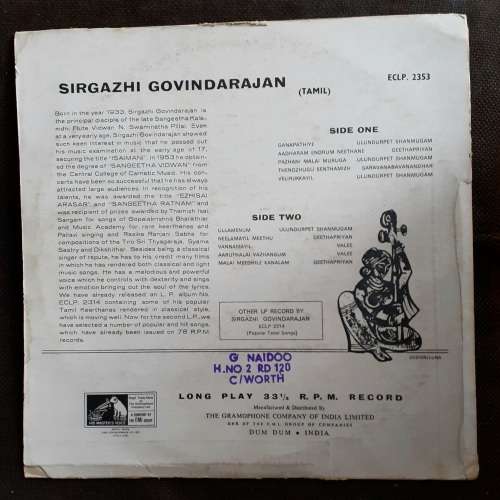 SIRGAZHI GOVINDARAJAN
(TAMIL)
ECLP. 2353
Born in the year 1933, Sirgazhi Govindarajan is
the principal disciple of the late Sangeetha Kala-
nidhi Flute Vidwan N. Swaminatha Pillai. Even
at a very early age, Sirgazhi Govindarajan showed
such keen interest in music that he passed
out his music examination at the early age of 17,
securing the title "ISAIMANI". In 1953 he obtain-
ed the degree of "SANGEETHA VIDWAN" from
the Central College of Carnatic Music. His con-
certs have been so successful that he has always
attracted large audiences. In recognition of his
talents, he was awarded the title "EZHISAI
ARASAR" and "SANGEETHA RATNAM" and
was recipient of prizes awarded by Thamizh Isai
Sangam for songs of Gopalakrishna Bharathiar
and Music Academy for rare keerthanas and
Pallavi singing and Rasika Ranjani Sabha for
compositions of the Trio Sri Thyagaraja, Syama
Sastry and Dikshithar. Besides being a classical
singer of repute, he has to his credit many films
in which he has rendered both classical and light
music songs. He has a melodious and powerful
voice which he controls with dexterity and sings
with emotion bringing out the soul of the lyrics.
We have already released an L.P. album No.
ECLP. 2314 containing some of his popular
Tamil Keerthanas rendered in classical style,
which is moving well. Now for the second L.P., we
have selected a number of popular and hit songs,
which have already been issued on 78 R.P.M.
records.
SIDE ONE
GANAPATHIYE ULUNDURPET SHANMUGAM
AADHARAM ONDRUM NEETHANE GEETHAPRIYAN
PAZHANI MALAI MURUGA ULUNDURPET SHANMUGAM
THENOZHUGU SENTHAMIZH SARAVANABAVANANDHAR
VELIRUKKAYIL ULUNDURPET SHANMUGAM
SIDE TWO
ULLAMENUM ULUNDURPET SHANMUGAM
NEELAMAYIL MEETHU GEETHAPRIYAN
VANNAMAYIL VALEE
AARUTHALAI VAZHANGUM VALEE
MALAI MEEDHILE KANALAM GEETHAPRIYAN
OTHER LP RECORD BY
SIRGAZHI GOVINDARAJAN
ECLP 2314
(Popular Tamil Songs)
G NAIDOO
H.NO 2 RD 120
C/WORTH
HIS MASTER'S VOICE
LONG PLAY 33⅓ R.P.M. RECORD
Manufactured & Distributed By
THE GRAMOPHONE COMPANY OF INDIA LIMITED
ONE OF THE E.M.I. GROUP OF COMPANIES
DUM DUM • INDIA